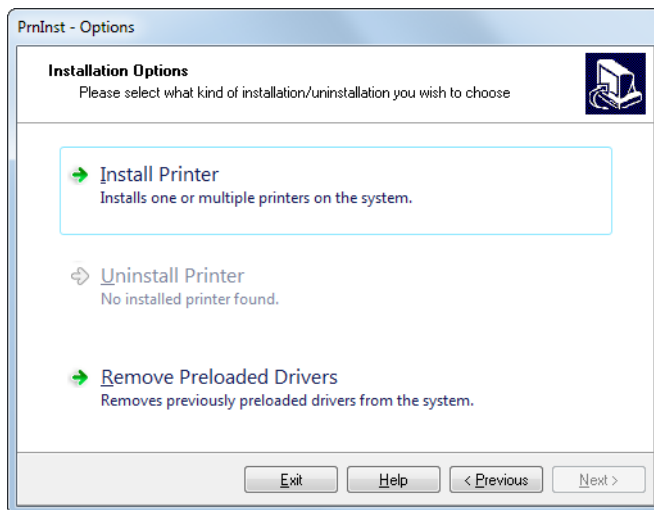 PrnInst - Options
Installation Options
Please select what kind of installation/uninstallation you wish to choose
Install Printer
Installs one or multiple printers on the system.
Uninstall Printer
No installed printer found.
Remove Preloaded Drivers
Removes previously preloaded drivers from the system.
Exit Help < Previous Next >